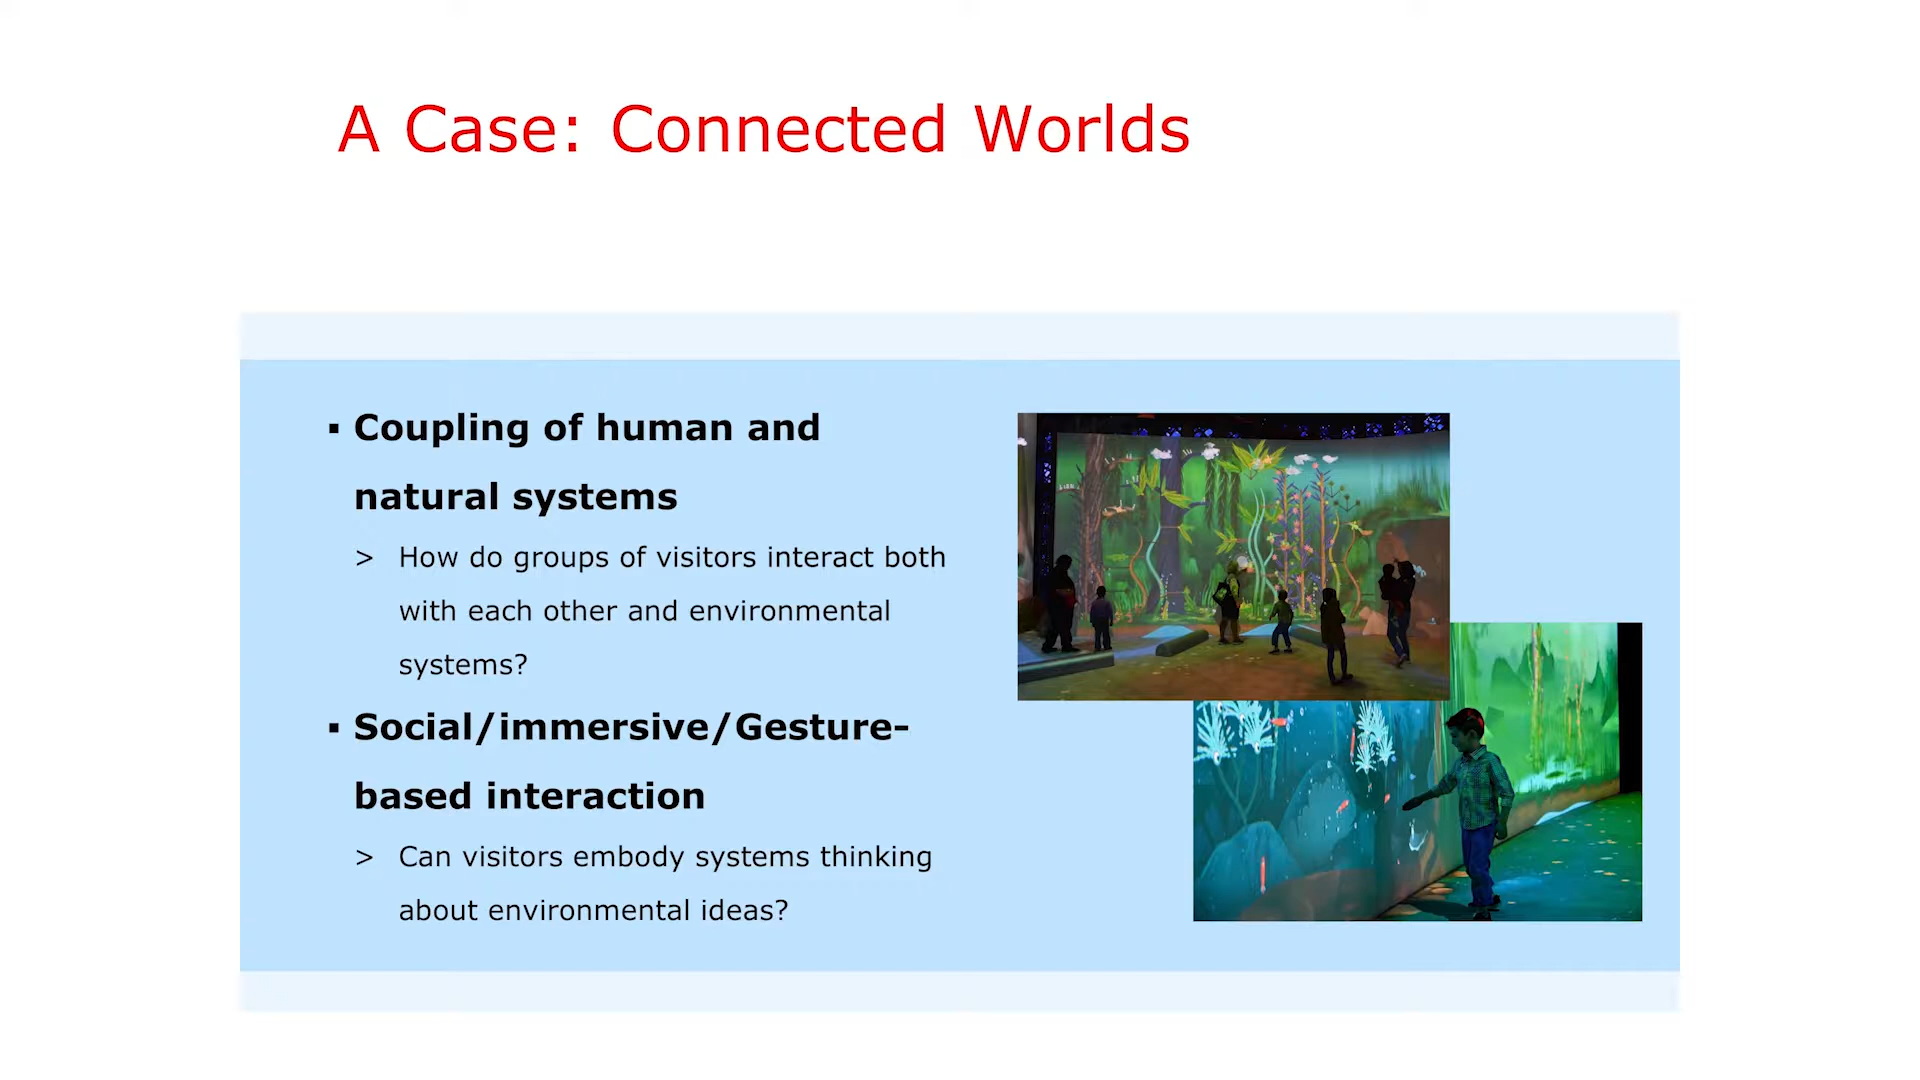 A Case: Connected Worlds
▪ Coupling of human and
natural systems
> How do groups of visitors interact both
with each other and environmental
systems?
▪ Social/immersive/Gesture-
based interaction
> Can visitors embody systems thinking
about environmental ideas?